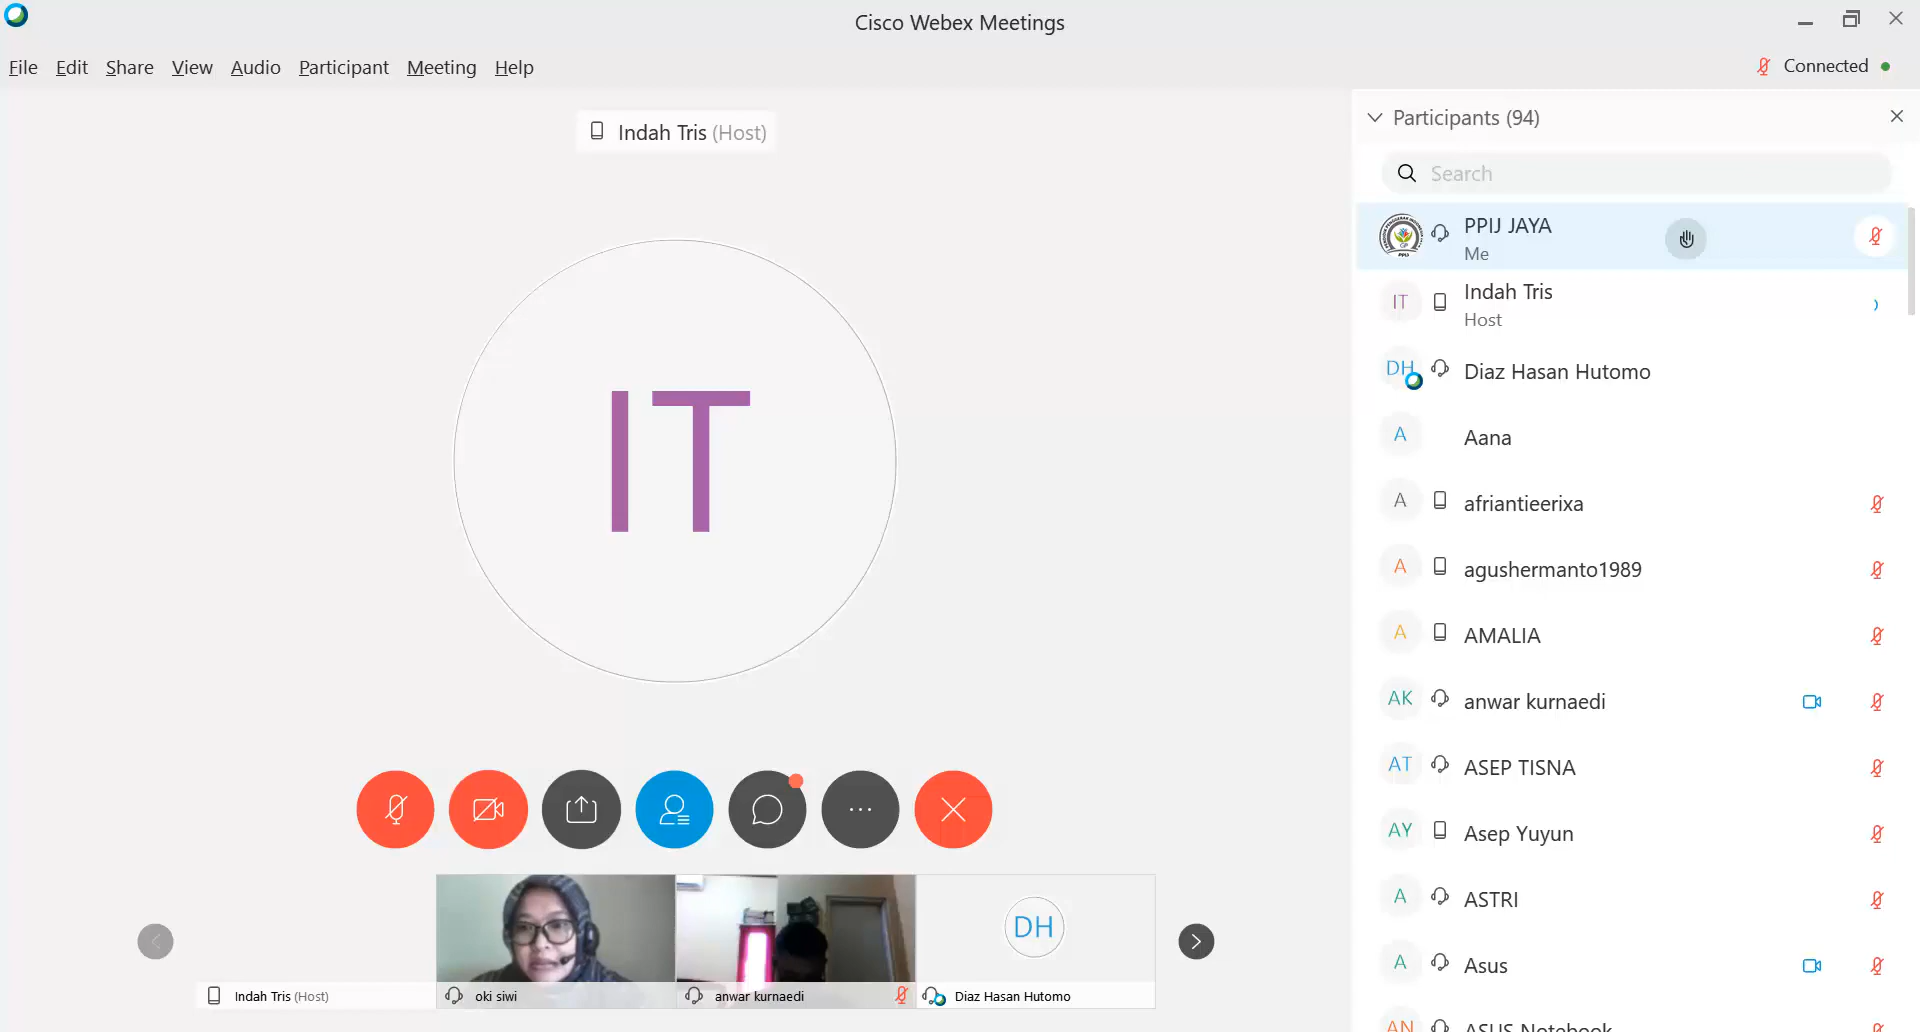 Cisco Webex Meetings
File Edit Share View Audio Participant Meeting Help
Connected
Indah Tris (Host)
IT
Participants (94)
Search
PPIJ JAYA
Me
IT
Indah Tris
Host
DH
Diaz Hasan Hutomo
A
Aana
A
afriantieerixa
A
agushermanto1989
A
AMALIA
AK
anwar kurnaedi
AT
ASEP TISNA
AY
Asep Yuyun
A
ASTRI
A
Asus
AN
ASUS Notebook
DH
Indah Tris (Host)
oki siwi
anwar kurnaedi
Diaz Hasan Hutomo